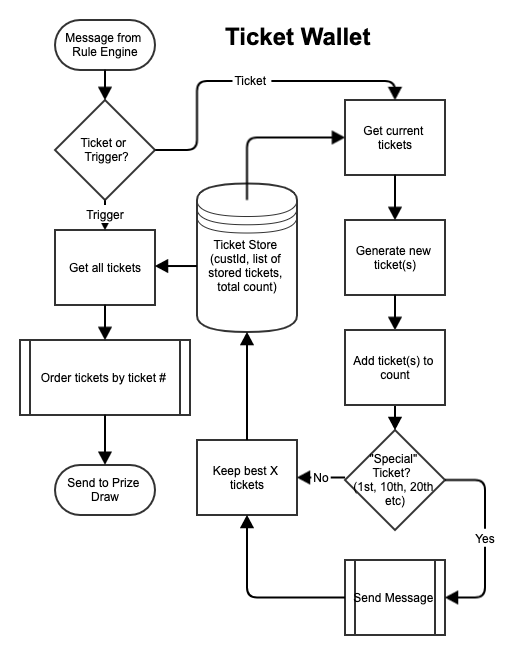 Ticket Wallet
Message from
Rule Engine
Ticket or
Trigger?
Ticket
Trigger
Get current
tickets
Get all tickets
Ticket Store
(custId, list of
stored tickets,
total count)
Generate new
ticket(s)
Order tickets by ticket #
Add ticket(s) to
count
Send to Prize
Draw
Keep best X
tickets
No
"Special"
Ticket?
(1st, 10th, 20th
etc)
Yes
Send Message